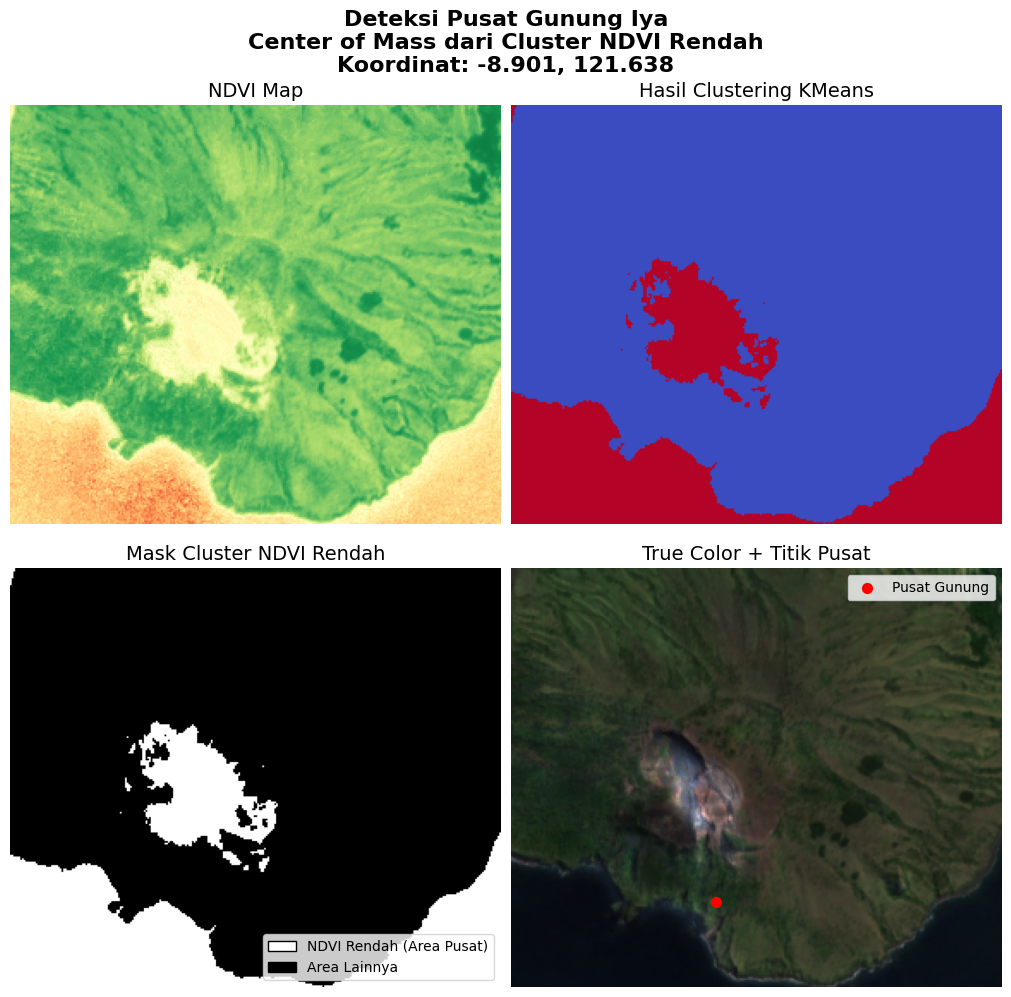 Deteksi Pusat Gunung Iya
Center of Mass dari Cluster NDVI Rendah
Koordinat: -8.901, 121.638
NDVI Map
Hasil Clustering KMeans
Mask Cluster NDVI Rendah
NDVI Rendah (Area Pusat)
Area Lainnya
True Color + Titik Pusat
Pusat Gunung